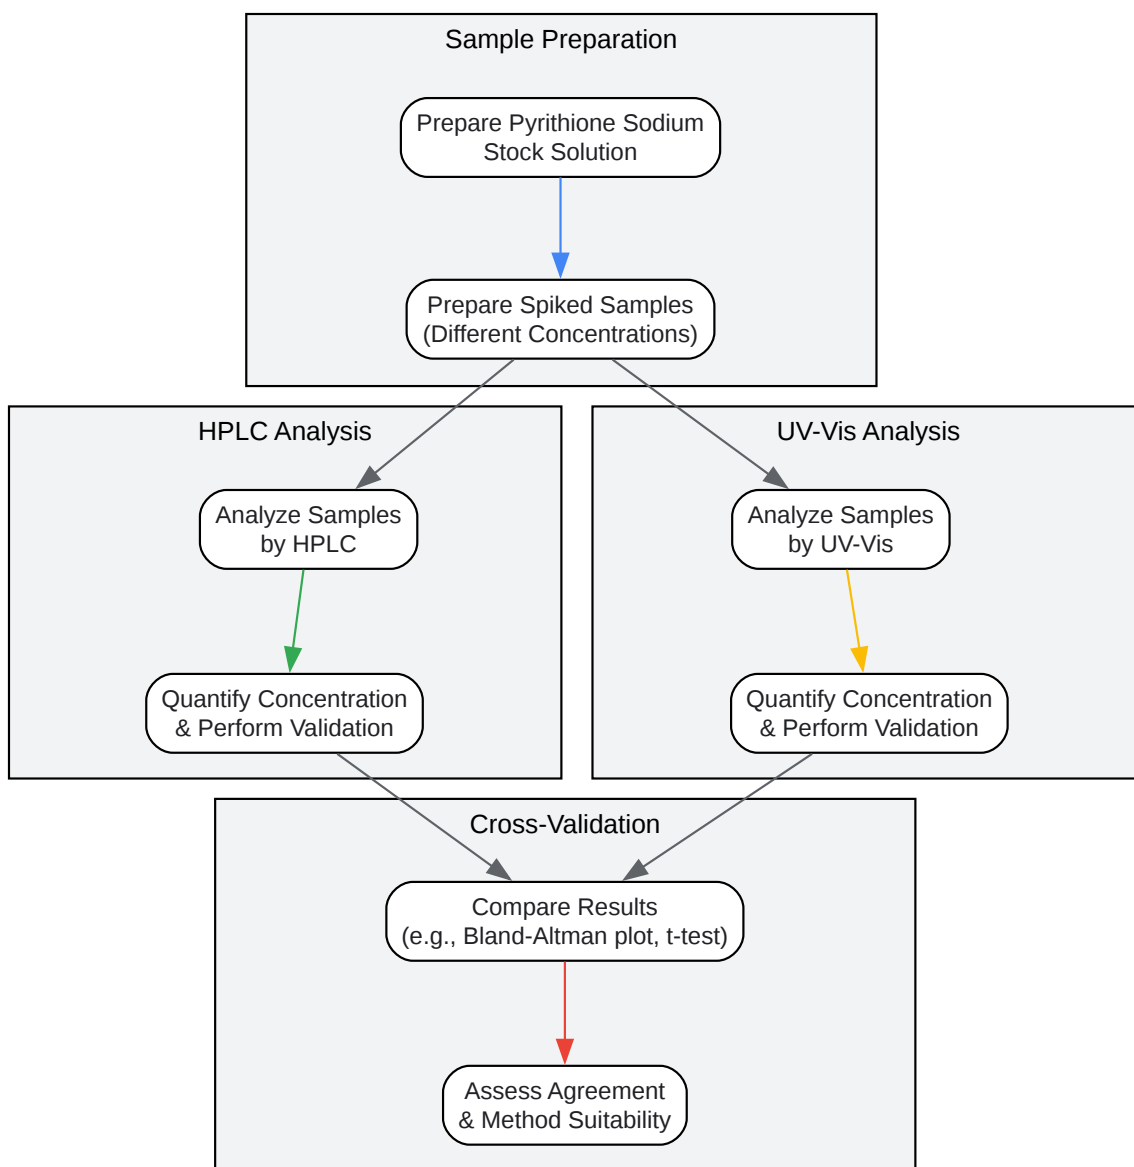 Sample Preparation
Prepare Pyrithione Sodium
Stock Solution
Prepare Spiked Samples
(Different Concentrations)
HPLC Analysis
Analyze Samples
by HPLC
Quantify Concentration
& Perform Validation
UV-Vis Analysis
Analyze Samples
by UV-Vis
Quantify Concentration
& Perform Validation
Cross-Validation
Compare Results
(e.g., Bland-Altman plot, t-test)
Assess Agreement
& Method Suitability